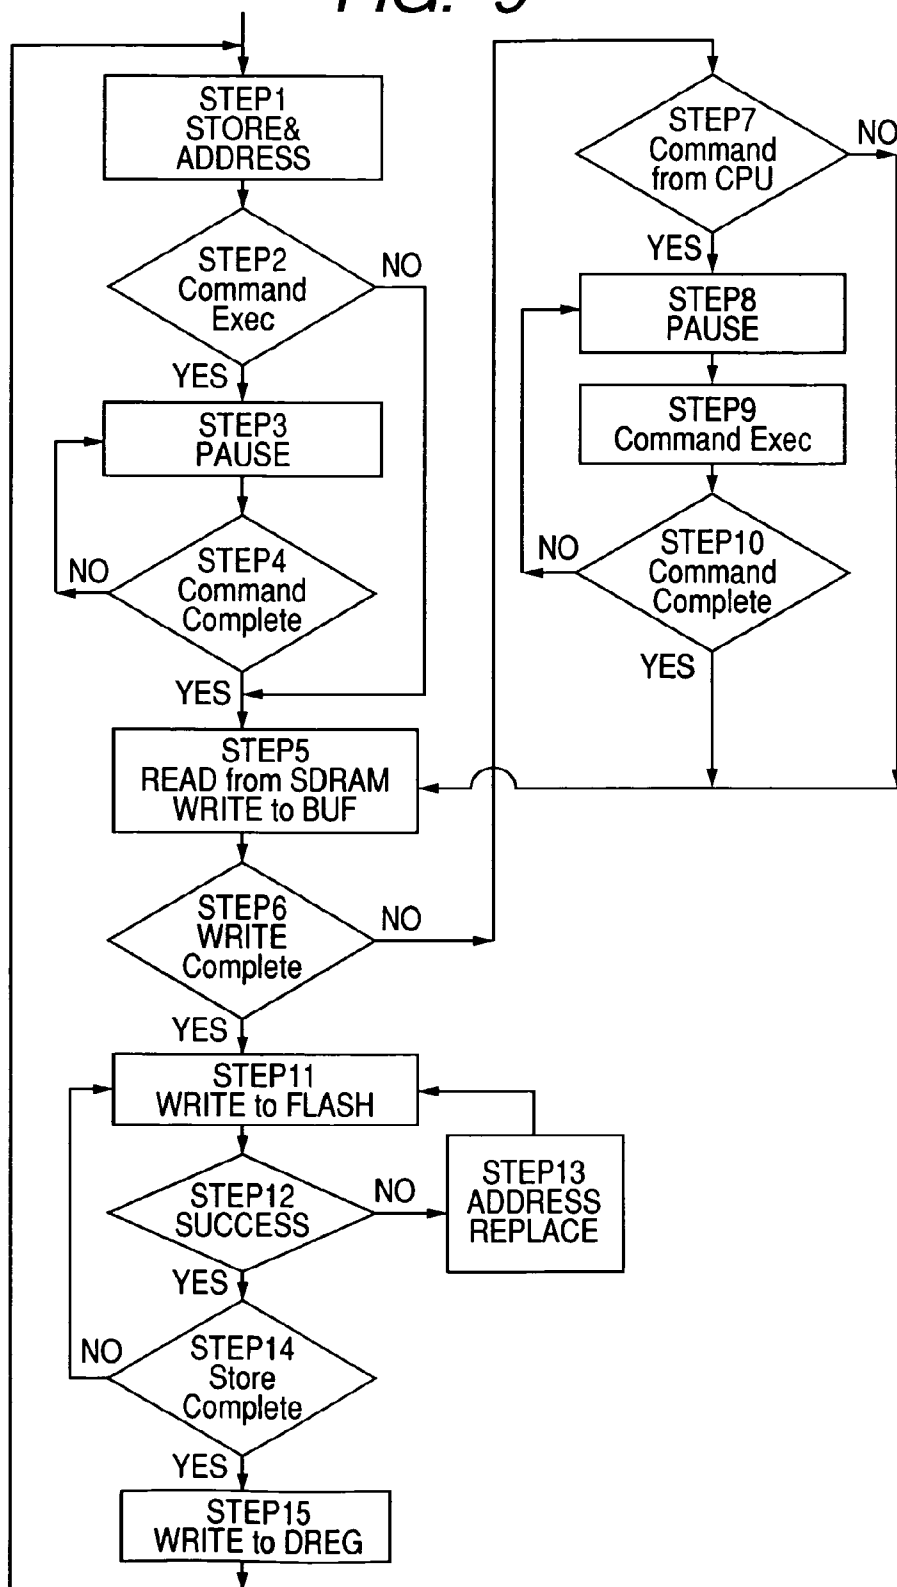 FIG. 9
STEP1
STORE&
ADDRESS
STEP2
Command
Exec
NO
YES
STEP3
PAUSE
STEP4
Command
Complete
NO
YES
STEP5
READ from SDRAM
WRITE to BUF
STEP6
WRITE
Complete
NO
YES
STEP7
Command
from CPU
NO
YES
STEP8
PAUSE
STEP9
Command Exec
STEP10
Command
Complete
NO
YES
STEP11
WRITE to FLASH
STEP12
SUCCESS
NO
YES
STEP13
ADDRESS
REPLACE
STEP14
Store
Complete
NO
YES
STEP15
WRITE to DREG